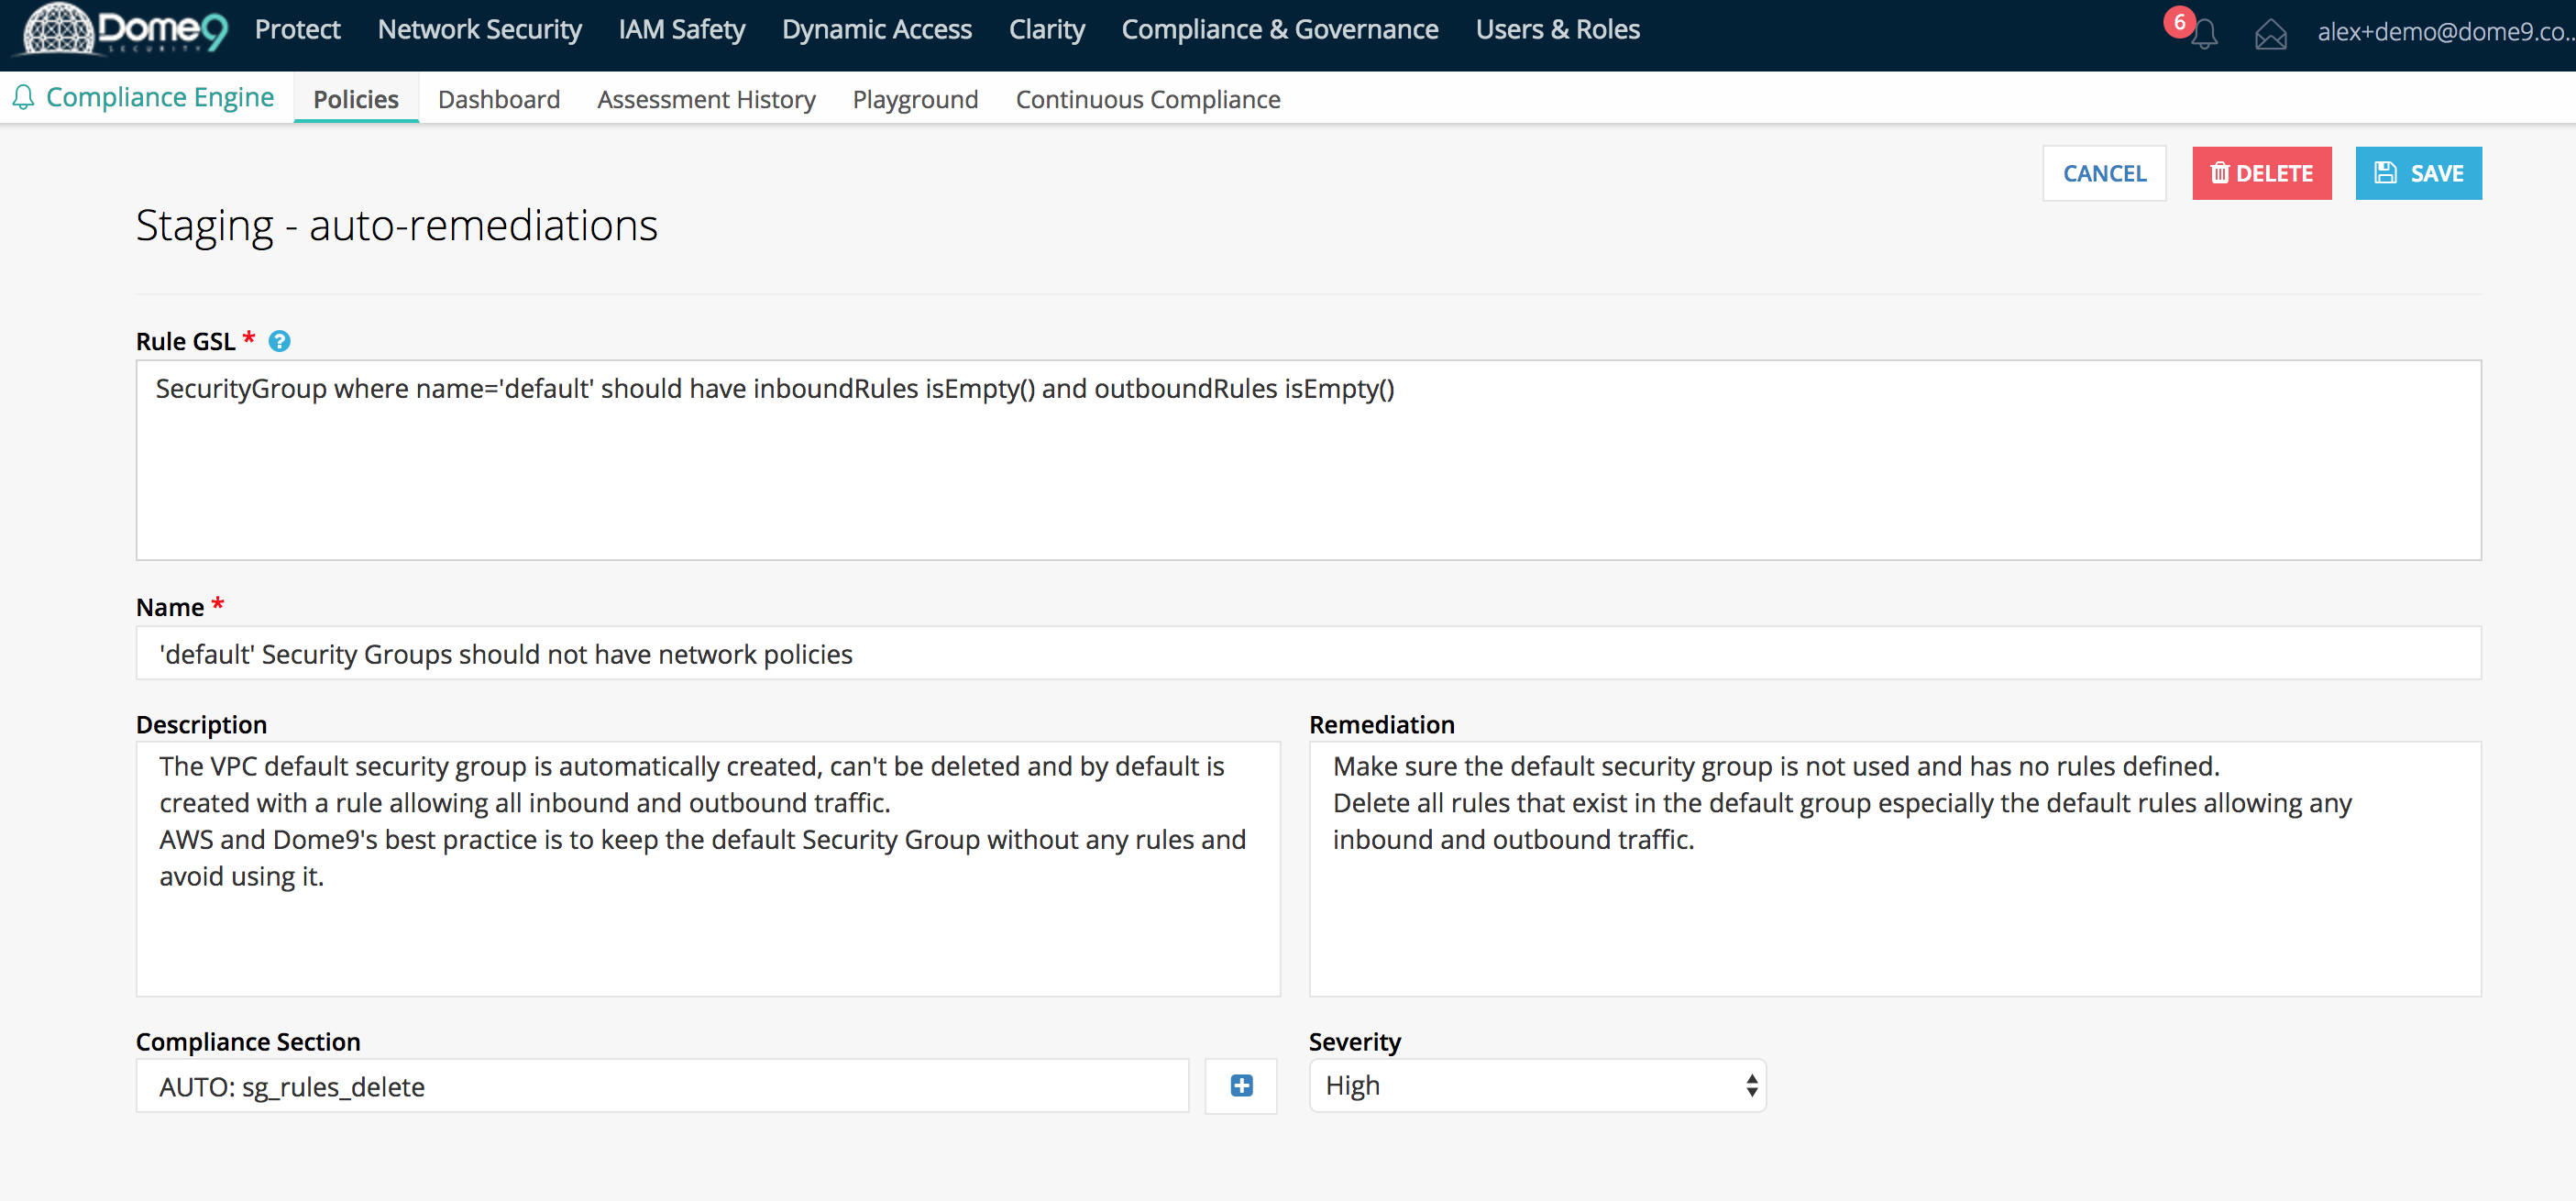 Dome9 Protect Network Security IAM Safety Dynamic Access Clarity Compliance & Governance Users & Roles 6 alex+demo@dome9.co...
SECURITY
Compliance Engine Policies Dashboard Assessment History Playground Continuous Compliance
CANCEL DELETE SAVE
Staging - auto-remediations
Rule GSL * ?
SecurityGroup where name='default' should have inboundRules isEmpty() and outboundRules isEmpty()
Name *
'default' Security Groups should not have network policies
Description
The VPC default security group is automatically created, can't be deleted and by default is
created with a rule allowing all inbound and outbound traffic.
AWS and Dome9's best practice is to keep the default Security Group without any rules and
avoid using it.
Remediation
Make sure the default security group is not used and has no rules defined.
Delete all rules that exist in the default group especially the default rules allowing any
inbound and outbound traffic.
Compliance Section
AUTO: sg_rules_delete
Severity
High